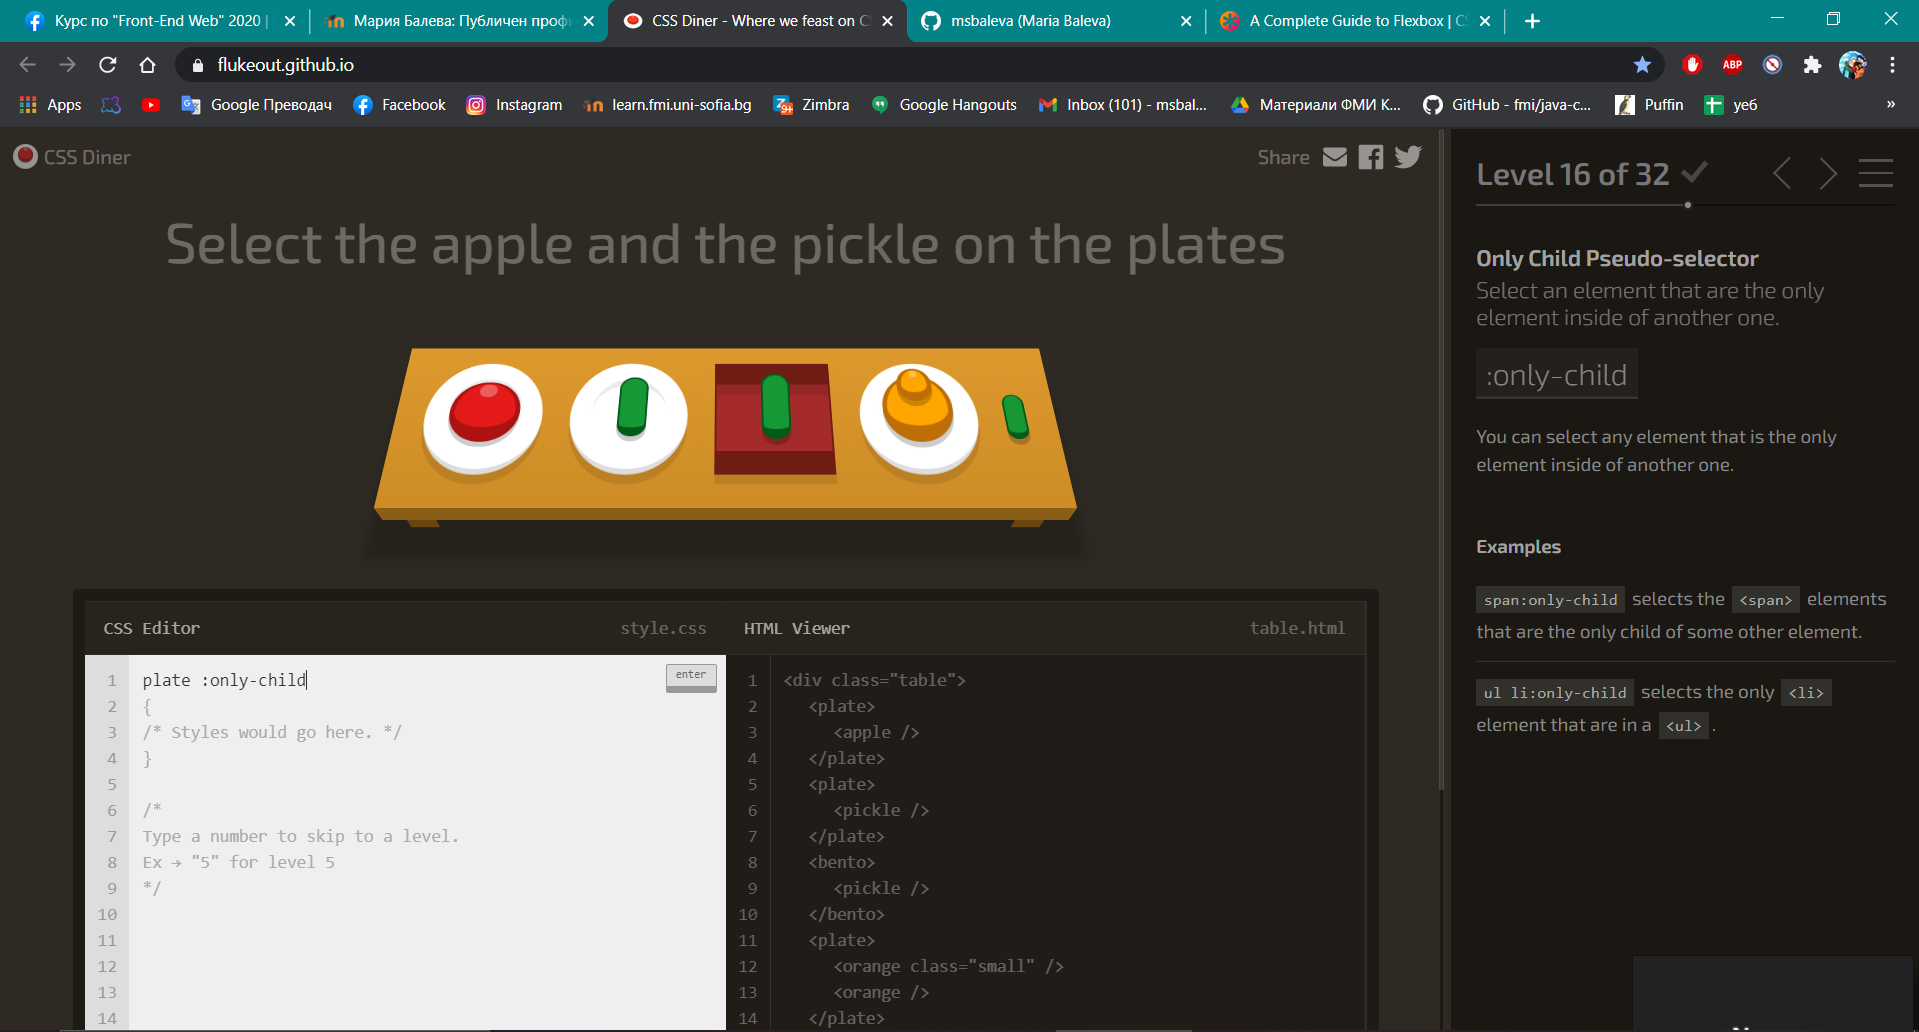 Курс по "Front-End Web" 2020 |
Мария Балева: Публичен проф
CSS Diner - Where we feast on C
msbaleva (Maria Baleva)
A Complete Guide to Flexbox | C
flukeout.github.io
ABP
Apps
Google Преводач
Facebook
Instagram
learn.fmi.uni-sofia.bg
Zimbra
Google Hangouts
Inbox (101) - msbal...
Материали ФМИ К...
GitHub - fmi/java-c...
Puffin
уеб
»
CSS Diner
Share
Select the apple and the pickle on the plates
CSS Editor
style.css
1 plate :only-child
enter
2 {
3 /* Styles would go here. */
4 }
5
6 /*
7 Type a number to skip to a level.
8 Ex → "5" for level 5
9 */
10
11
12
13
14
HTML Viewer
table.html
1 <div class="table">
2 <plate>
3 <apple />
4 </plate>
5 <plate>
6 <pickle />
7 </plate>
8 <bento>
9 <pickle />
10 </bento>
11 <plate>
12 <orange class="small" />
13 <orange />
14 </plate>
Level 16 of 32
Only Child Pseudo-selector
Select an element that are the only
element inside of another one.
:only-child
You can select any element that is the only
element inside of another one.
Examples
span:only-child selects the <span> elements
that are the only child of some other element.
ul li:only-child selects the only <li>
element that are in a <ul>.